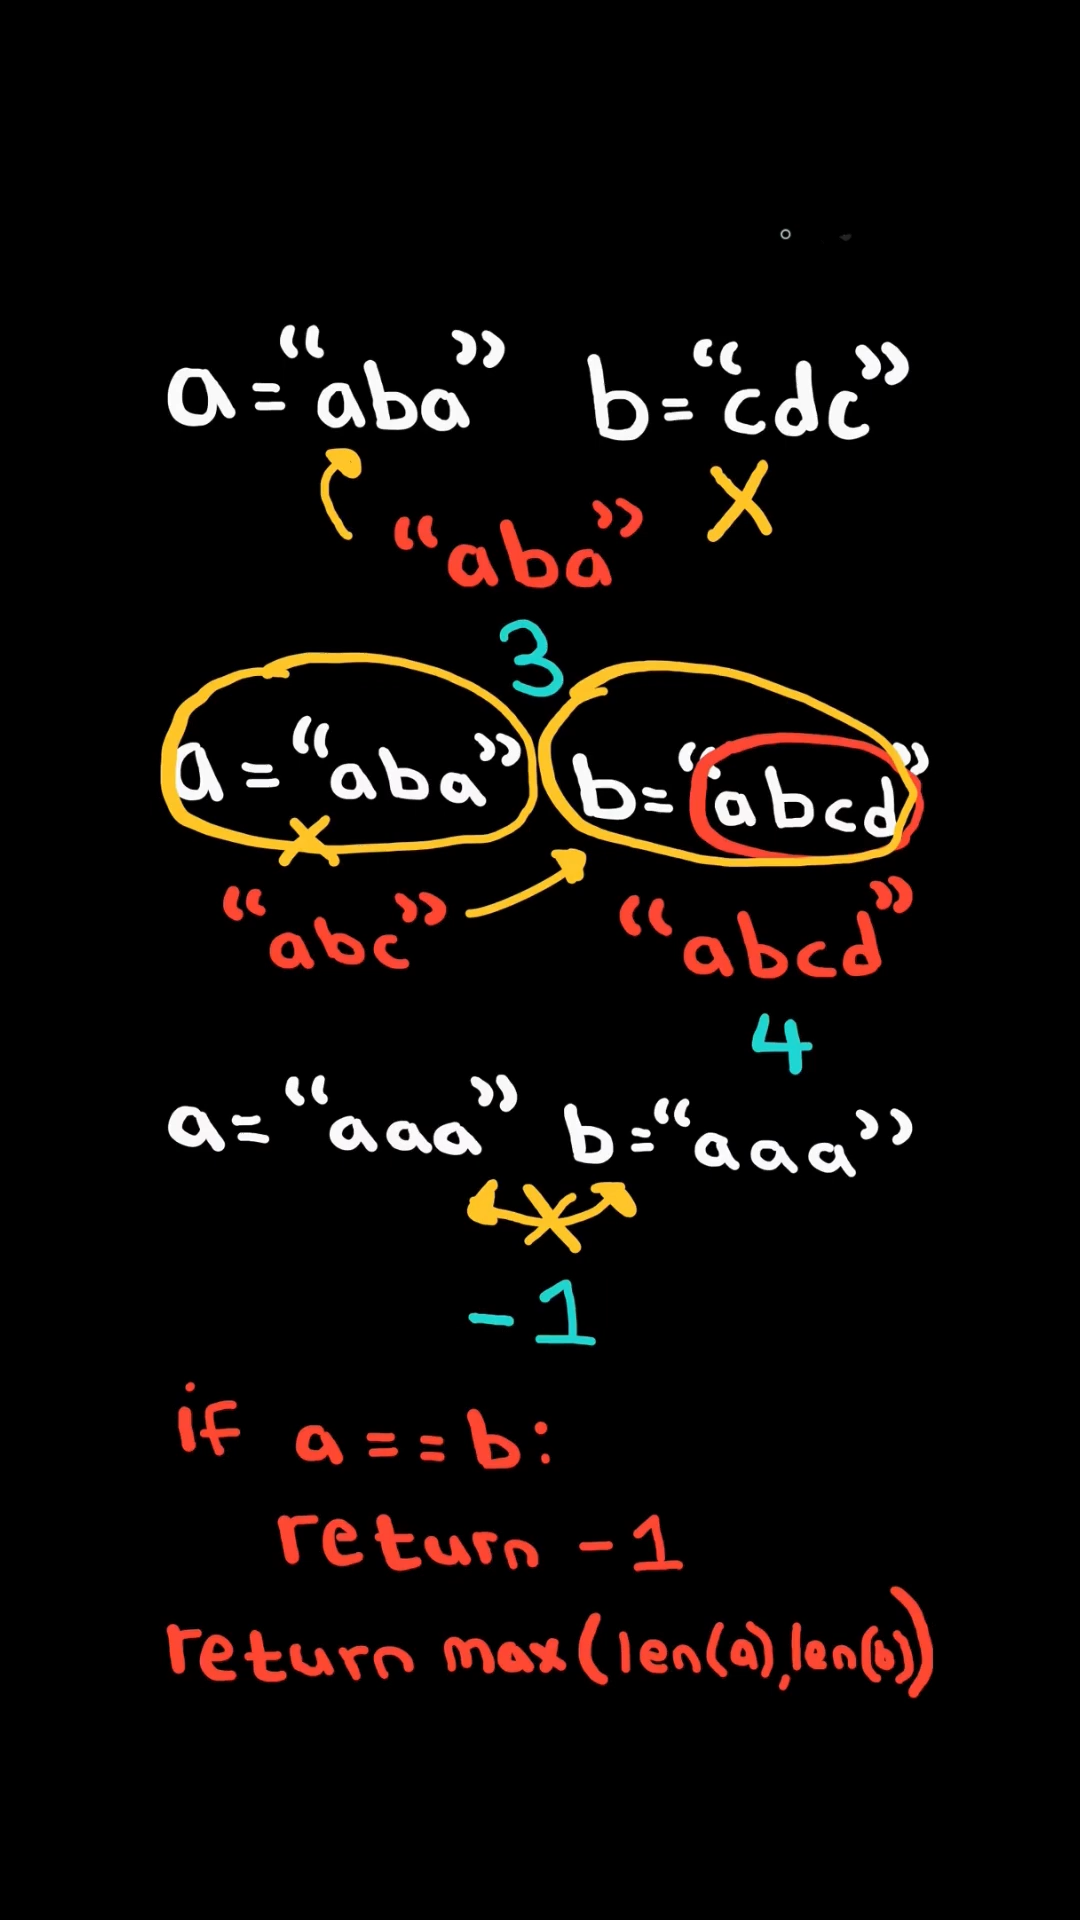 a = “aba” b = “cdc”
“aba”
3
a = “aba” b = “abcd”
“abc” “abcd”
4
a = “aaa” b = “aaa”
-1
if a == b:
return -1
return max(len(a), len(b))